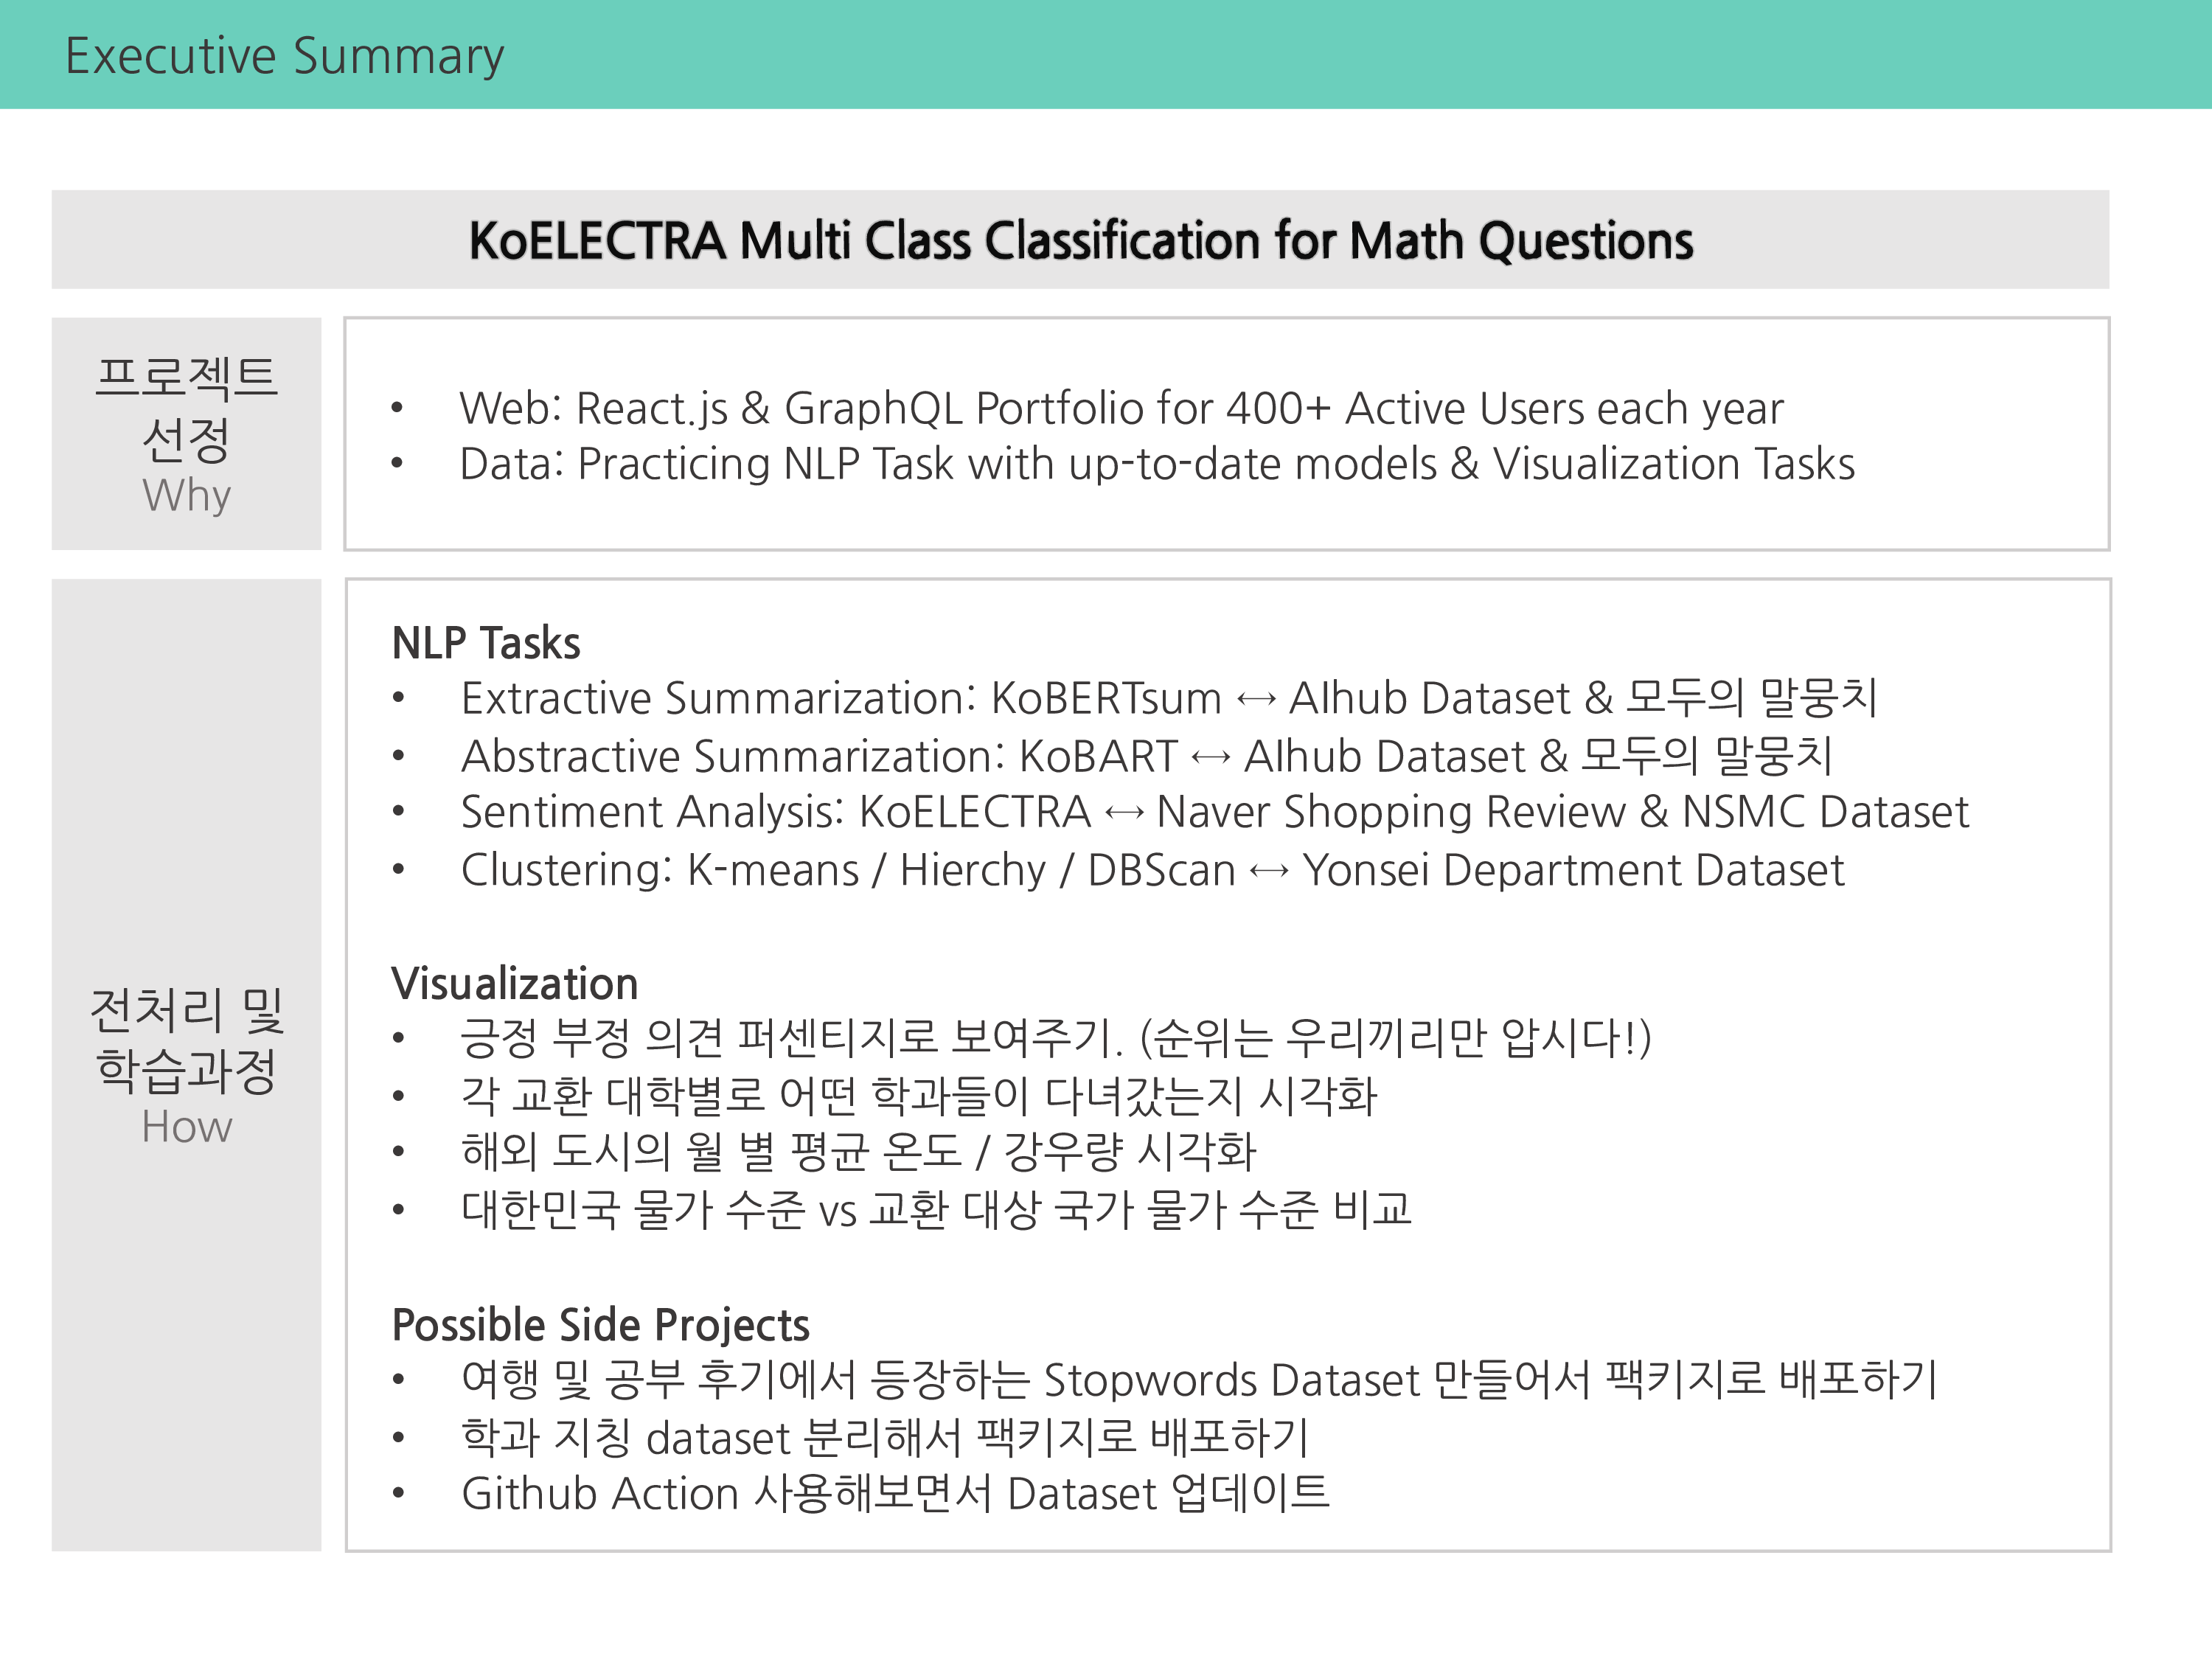 Executive Summary
KoELECTRA Multi Class Classification for Math Questions
프로젝트
선정
Why
• Web: React.js & GraphQL Portfolio for 400+ Active Users each year
• Data: Practicing NLP Task with up-to-date models & Visualization Tasks
전처리 및
학습과정
How
NLP Tasks
• Extractive Summarization: KoBERTsum ↔ AIhub Dataset & 모두의 말뭉치
• Abstractive Summarization: KoBART ↔ AIhub Dataset & 모두의 말뭉치
• Sentiment Analysis: KoELECTRA ↔ Naver Shopping Review & NSMC Dataset
• Clustering: K-means / Hierchy / DBScan ↔ Yonsei Department Dataset
Visualization
• 긍정 부정 의견 퍼센티지로 보여주기. (순위는 우리끼리만 압시다!)
• 각 교환 대학별로 어떤 학과들이 다녀갔는지 시각화
• 해외 도시의 월 별 평균 온도 / 강우량 시각화
• 대한민국 물가 수준 vs 교환 대상 국가 물가 수준 비교
Possible Side Projects
• 여행 및 공부 후기에서 등장하는 Stopwords Dataset 만들어서 팩키지로 배포하기
• 학과 지칭 dataset 분리해서 팩키지로 배포하기
• Github Action 사용해보면서 Dataset 업데이트